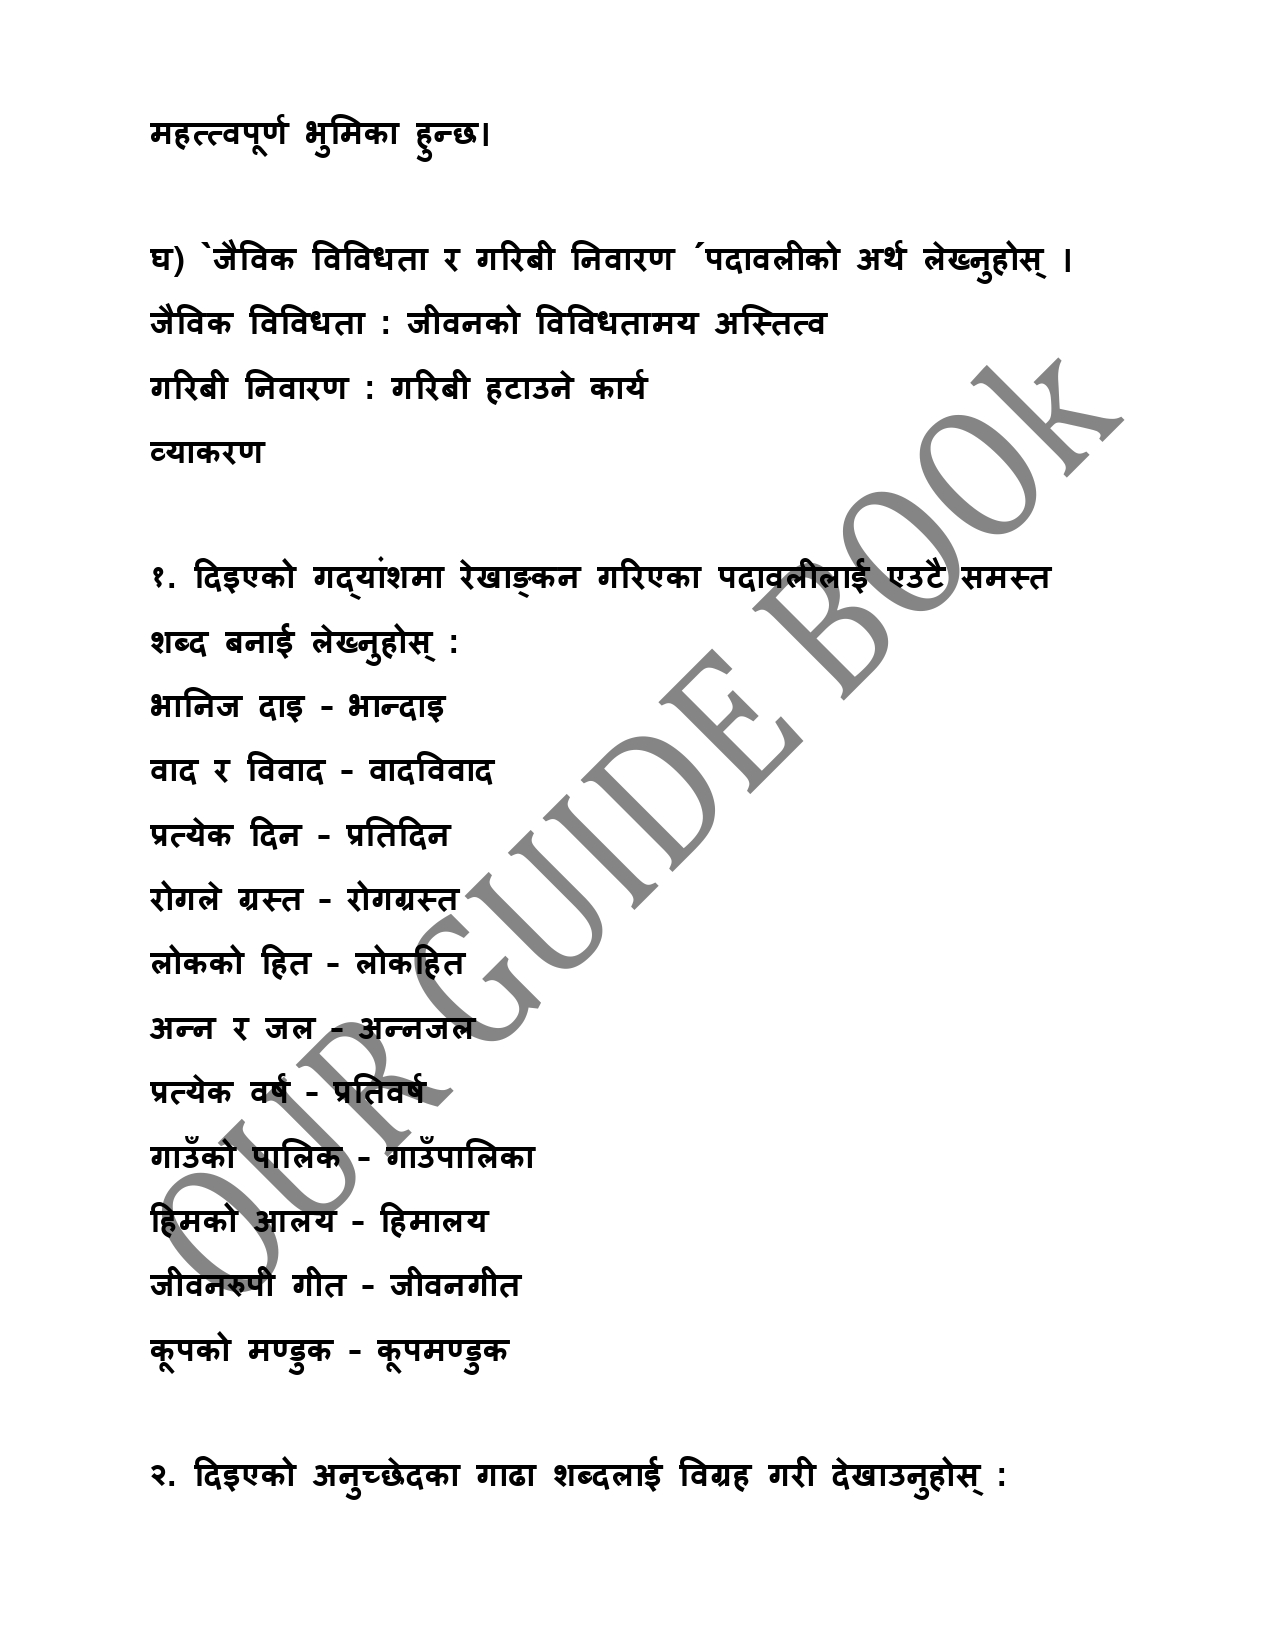 महत्त्वपूर्ण भुमिका हुन्छ।
घ) `जैविक विविधता र गरिबी निवारण ´पदावलीको अर्थ लेख्नुहोस् ।
जैविक विविधता : जीवनको विविधतामय अस्तित्व
गरिबी निवारण : गरिबी हटाउने कार्य
व्याकरण
१. दिइएको गद्यांशमा रेखाङ्कन गरिएका पदावलीलाई एउटै समस्त
शब्द बनाई लेख्नुहोस् :
भानिज दाइ – भान्दाइ
वाद र विवाद – वादविवाद
प्रत्येक दिन – प्रतिदिन
रोगले ग्रस्त – रोगग्रस्त
लोकको हित – लोकहित
अन्न र जल – अन्नजल
प्रत्येक वर्ष – प्रतिवर्ष
गाउँको पालिक – गाउँपालिका
हिमको आलय – हिमालय
जीवनरुपी गीत – जीवनगीत
कूपको मण्डुक – कूपमण्डुक
२. दिइएको अनुच्छेदका गाढा शब्दलाई विग्रह गरी देखाउनुहोस् :
OUR GUIDE BOOk